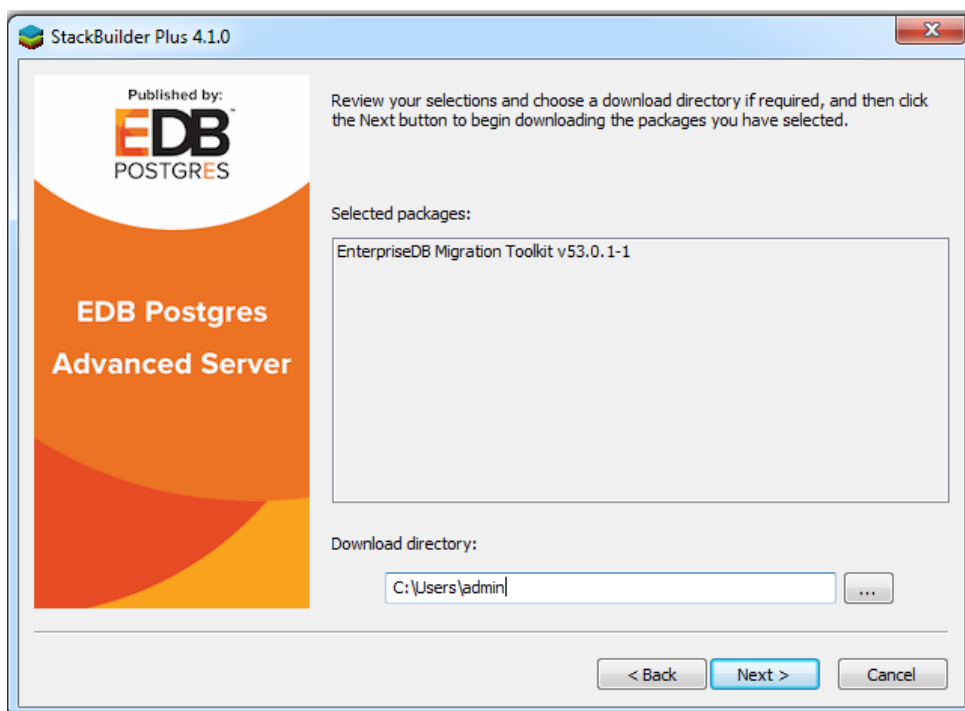 StackBuilder Plus 4.1.0
Published by:
EDB™
POSTGRES
EDB Postgres
Advanced Server
Review your selections and choose a download directory if required, and then click
the Next button to begin downloading the packages you have selected.
Selected packages:
EnterpriseDB Migration Toolkit v53.0.1-1
Download directory:
C:\Users\admin
...
< Back
Next >
Cancel